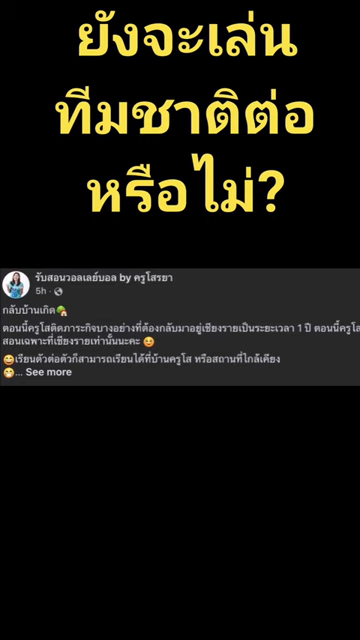 ยังจะเล่น
ทีมชาติต่อ
หรือไม่?
รับสอนวอลเลย์บอล by ครูโสรยา
5h ·
กลับบ้านเกิด🏡
ตอนนี้ครูโสติดภาระกิจบางอย่างที่ต้องกลับมาอยู่เชียงรายเป็นระยะเวลา 1 ปี ตอนนี้ครูโส
สอนเฉพาะที่เชียงรายเท่านั้นนะคะ ☺️
😄เรียนตัวต่อตัวก็สามารถเรียนได้ที่บ้านครูโส หรือสถานที่ใกล้เคียง
😁... See more